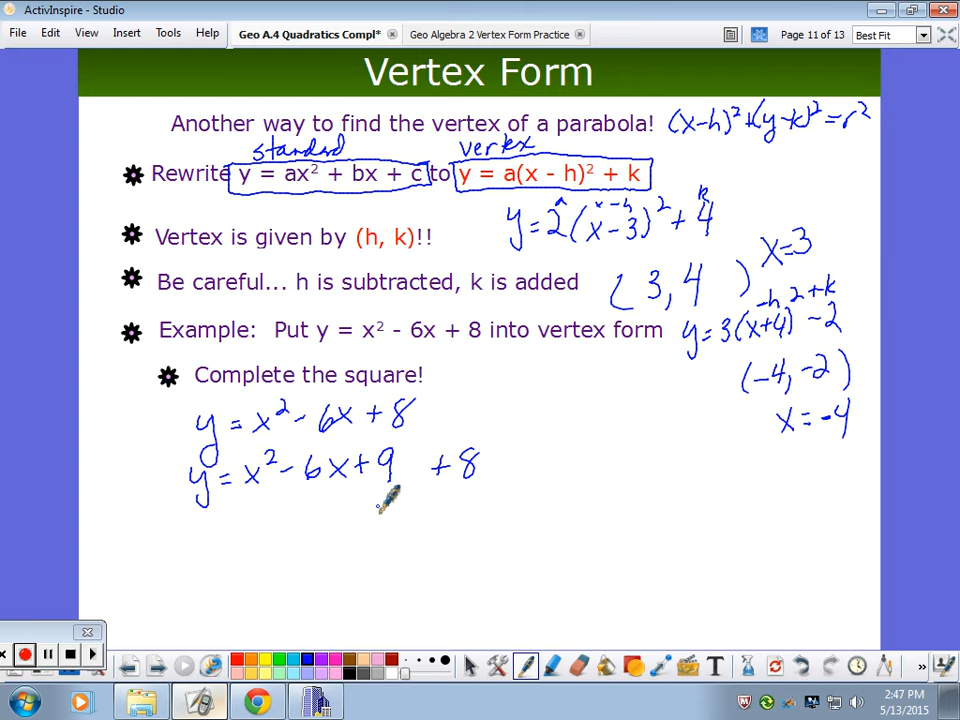 ActivInspire - Studio
File Edit View Insert Tools Help Geo A.4 Quadratics Compl* Geo Algebra 2 Vertex Form Practice Page 11 of 13 Best Fit
Vertex Form
Another way to find the vertex of a parabola! (x-h)²+(y-k)²=r²
standard vertex
Rewrite y = ax² + bx + c to y = a(x - h)² + k
a x-h k
y=2(x-3)²+4
Vertex is given by (h, k)!!
x=3
Be careful... h is subtracted, k is added (3,4)
-h ² +k
Example: Put y = x² - 6x + 8 into vertex form y=3(x+4) -2
Complete the square! (-4,-2)
y=x²-6x+8 x=-4
y=x²-6x+9 +8
2:47 PM
5/13/2015